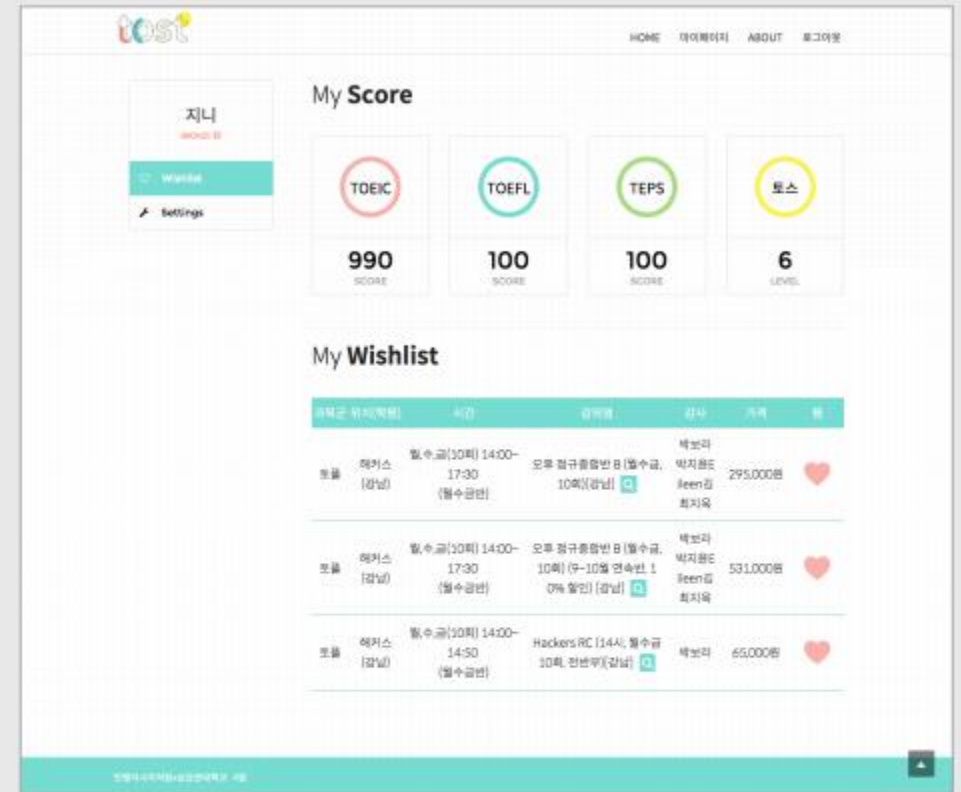 tost
HOME 마이페이지 ABOUT 로그아웃
지니
Wishlist
Settings
My Score
TOEIC
TOEFL
TEPS
토스
990
SCORE
100
SCORE
100
SCORE
6
LEVEL
My Wishlist
과목군 위치(학원) 시간 강의명 강사 가격 찜
토플
해커스
(강남)
월,수,금(10회) 14:00~
17:30
(월수금반)
오후 정규종합반 B (월수금,
10회)(강남)
박보라
박지윤E
ileen김
최지욱
295,000원
토플
해커스
(강남)
월,수,금(10회) 14:00~
17:30
(월수금반)
오후 정규종합반 B (월수금,
10회) (9~10월 연속반, 1
0% 할인) (강남)
박보라
박지윤E
ileen김
최지욱
531,000원
토플
해커스
(강남)
월,수,금(10회) 14:00~
14:50
(월수금반)
Hackers RC (14시, 월수금
10회, 전반부)(강남)
박보라
65,000원